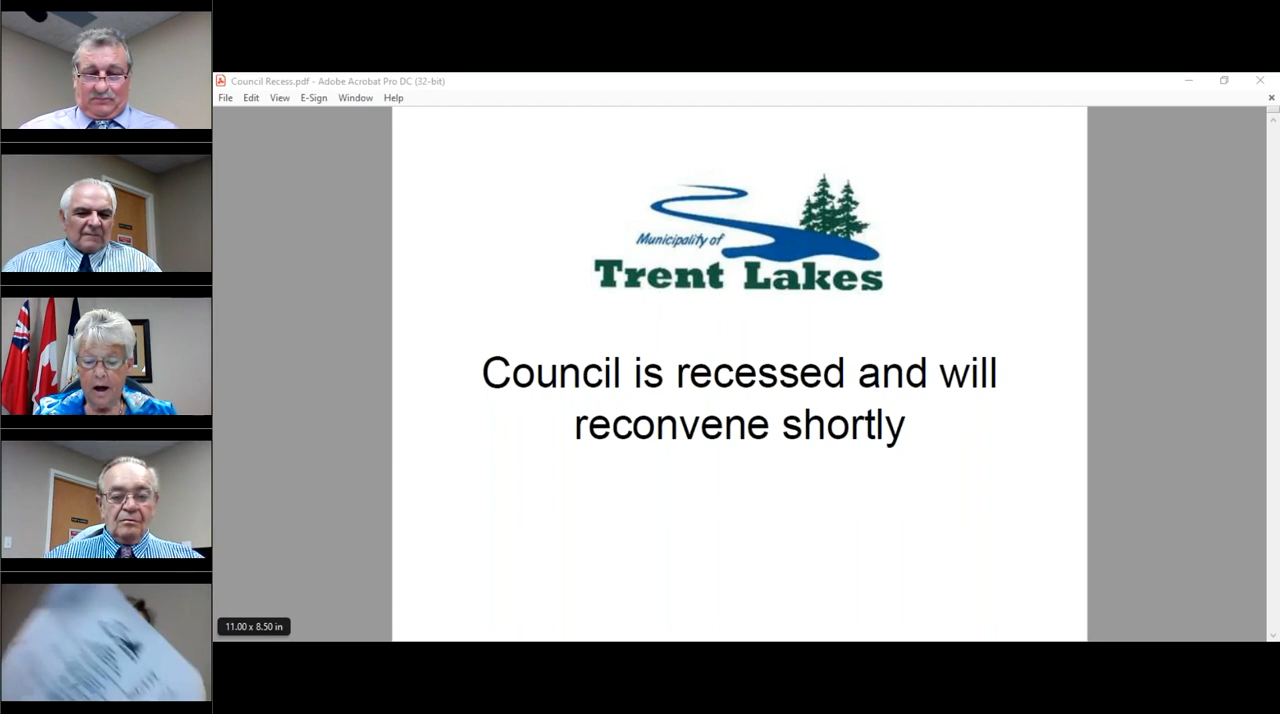 Council Recess.pdf - Adobe Acrobat Pro DC (32-bit)
File Edit View E-Sign Window Help
Municipality of
Trent Lakes
Council is recessed and will
reconvene shortly
11.00 x 8.50 in